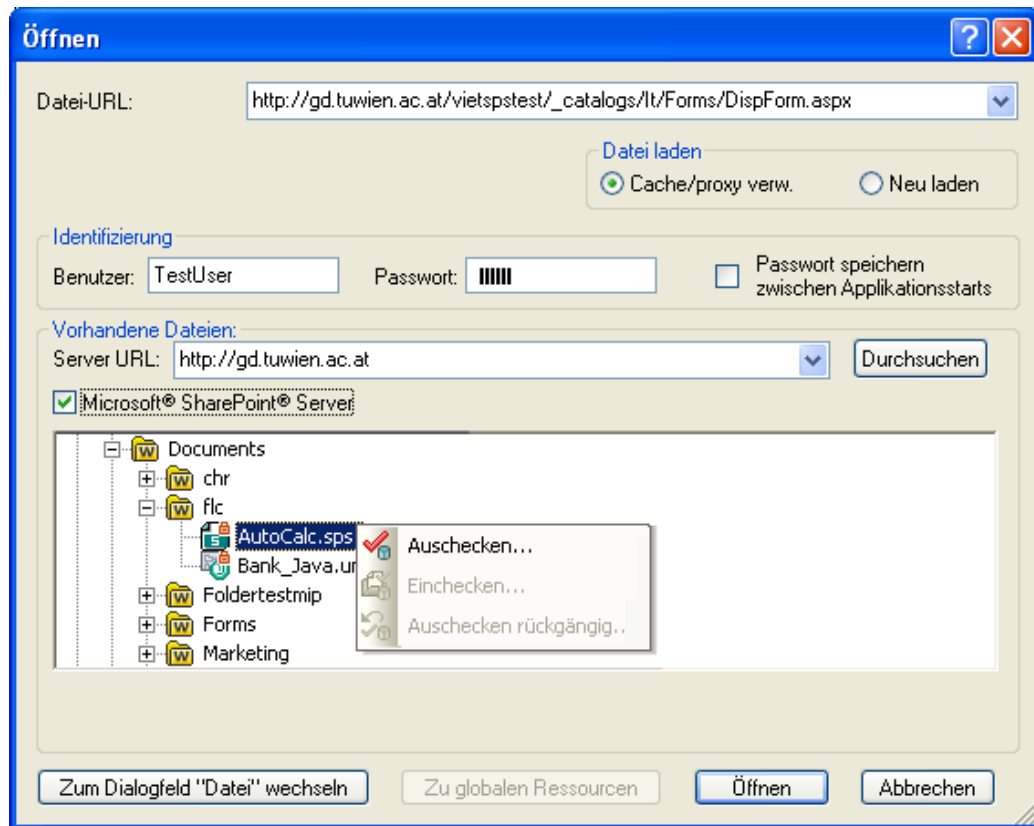 Öffnen
Datei-URL: http://gd.tuwien.ac.at/vietspstest/_catalogs/lt/Forms/DispForm.aspx
Datei laden
Cache/proxy verw. Neu laden
Identifizierung
Benutzer: TestUser Passwort: Passwort speichern
zwischen Applikationsstarts
Vorhandene Dateien:
Server URL: http://gd.tuwien.ac.at Durchsuchen
Microsoft® SharePoint® Server
Documents
chr
flc
AutoCalc.sps
Auschecken...
Bank_Java.um
Einchecken...
Foldertestmip
Forms
Auschecken rückgängig..
Marketing
Zum Dialogfeld "Datei" wechseln Zu globalen Ressourcen Öffnen Abbrechen